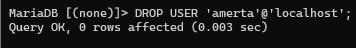 MariaDB [(none)]> DROP USER 'amerta'@'localhost';
Query OK, 0 rows affected (0.003 sec)